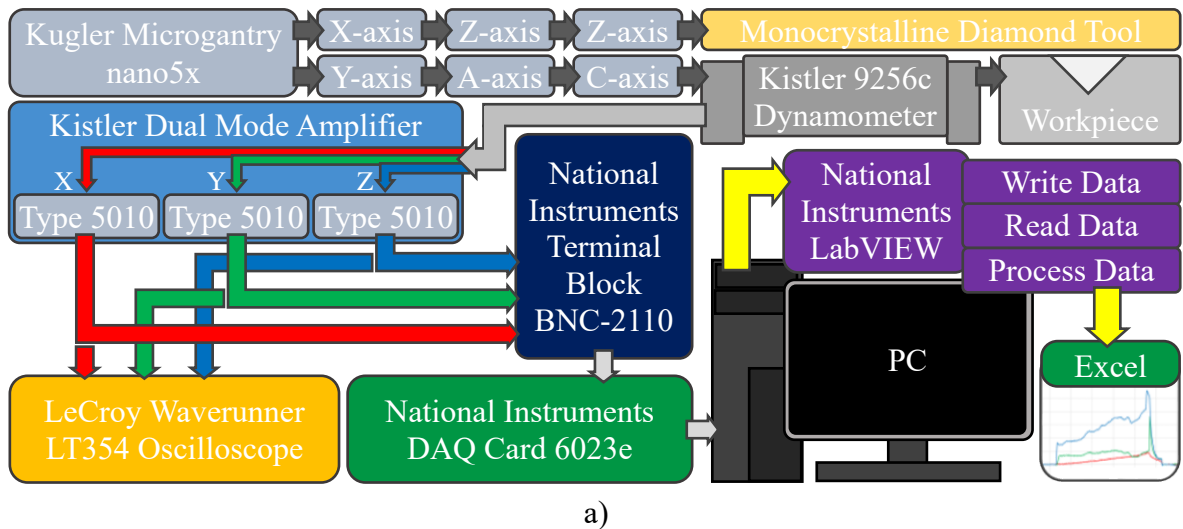 Kugler Microgantry
nano5x
X-axis
Z-axis
Z-axis
Monocrystalline Diamond Tool
Y-axis
A-axis
C-axis
Kistler 9256c
Dynamometer
Workpiece
Kistler Dual Mode Amplifier
X
Y
Z
Type 5010
Type 5010
Type 5010
National
Instruments
Terminal
Block
BNC-2110
National
Instruments
LabVIEW
Write Data
Read Data
Process Data
PC
Excel
LeCroy Waverunner
LT354 Oscilloscope
National Instruments
DAQ Card 6023e
a)